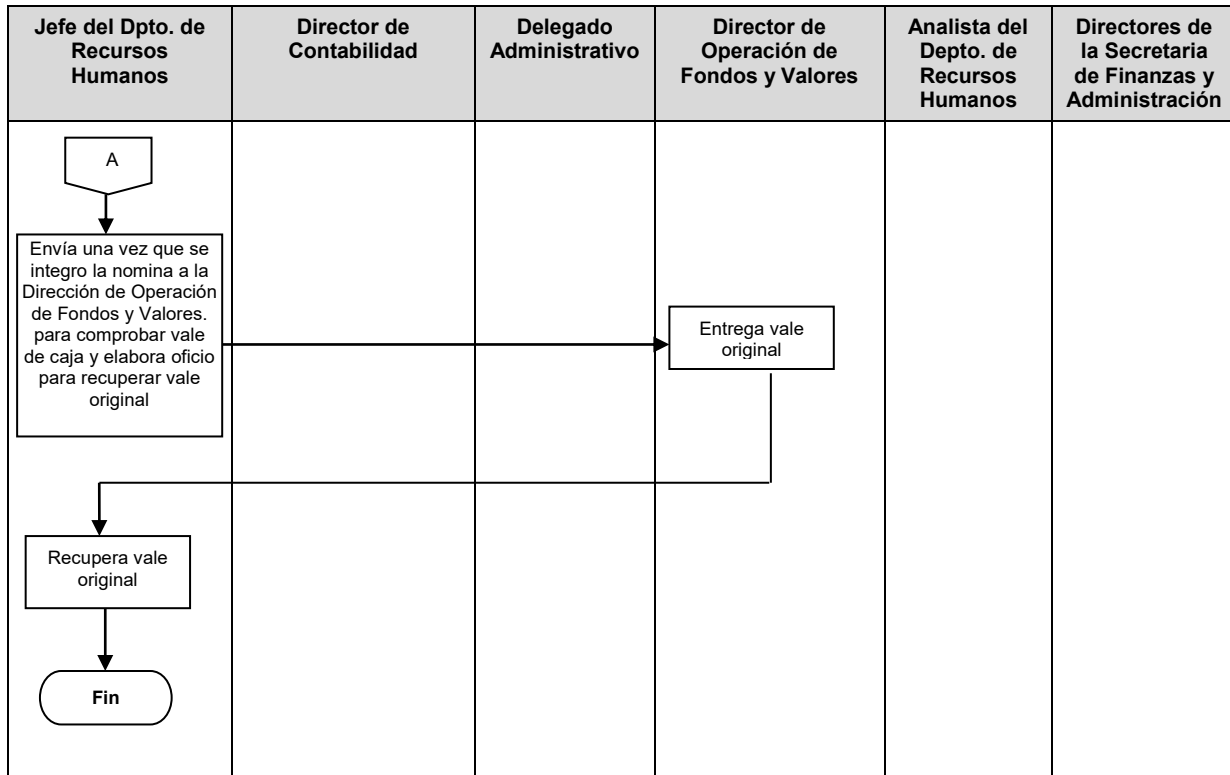 Jefe del Dpto. de
Recursos
Humanos
Director de
Contabilidad
Delegado
Administrativo
Director de
Operación de
Fondos y Valores
Analista del
Depto. de
Recursos
Humanos
Directores de
la Secretaria
de Finanzas y
Administración
A
Envía una vez que se
integro la nomina a la
Dirección de Operación
de Fondos y Valores.
para comprobar vale
de caja y elabora oficio
para recuperar vale
original
Entrega vale
original
Recupera vale
original
Fin